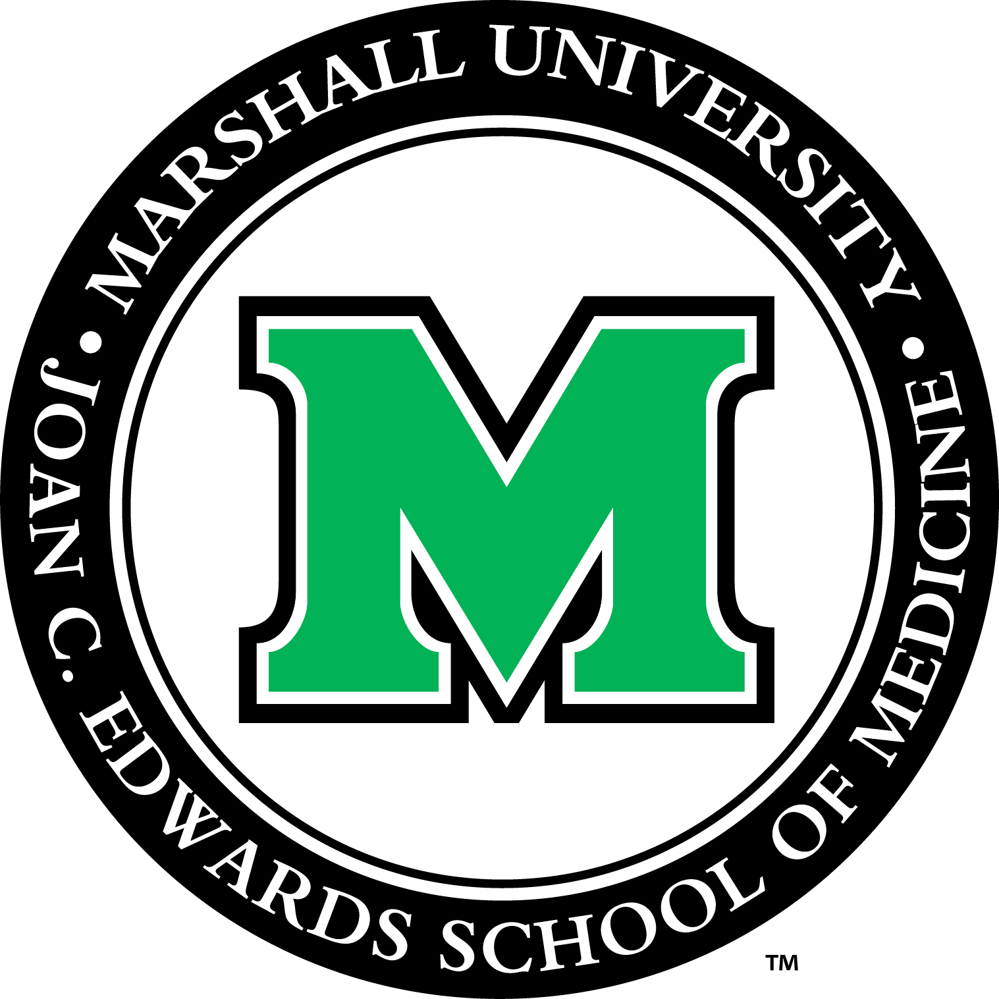 MARSHALL UNIVERSITY
JOAN C. EDWARDS SCHOOL OF MEDICINE
M
TM